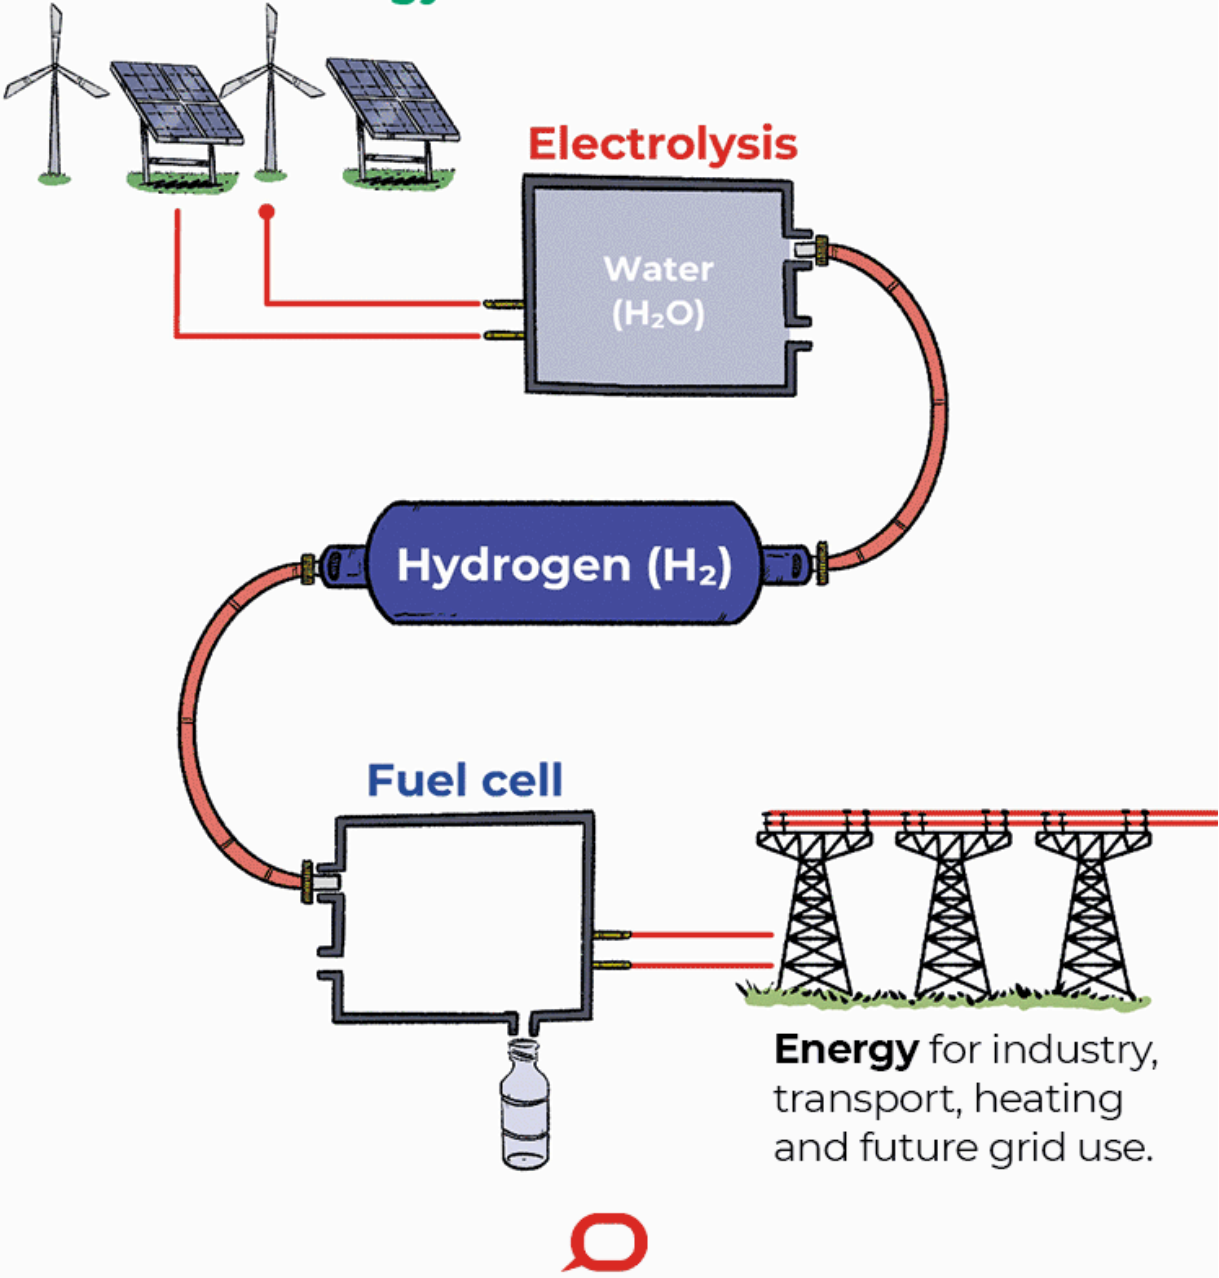 Electrolysis
Water
(H₂O)
Hydrogen (H₂)
Fuel cell
Energy for industry,
transport, heating
and future grid use.